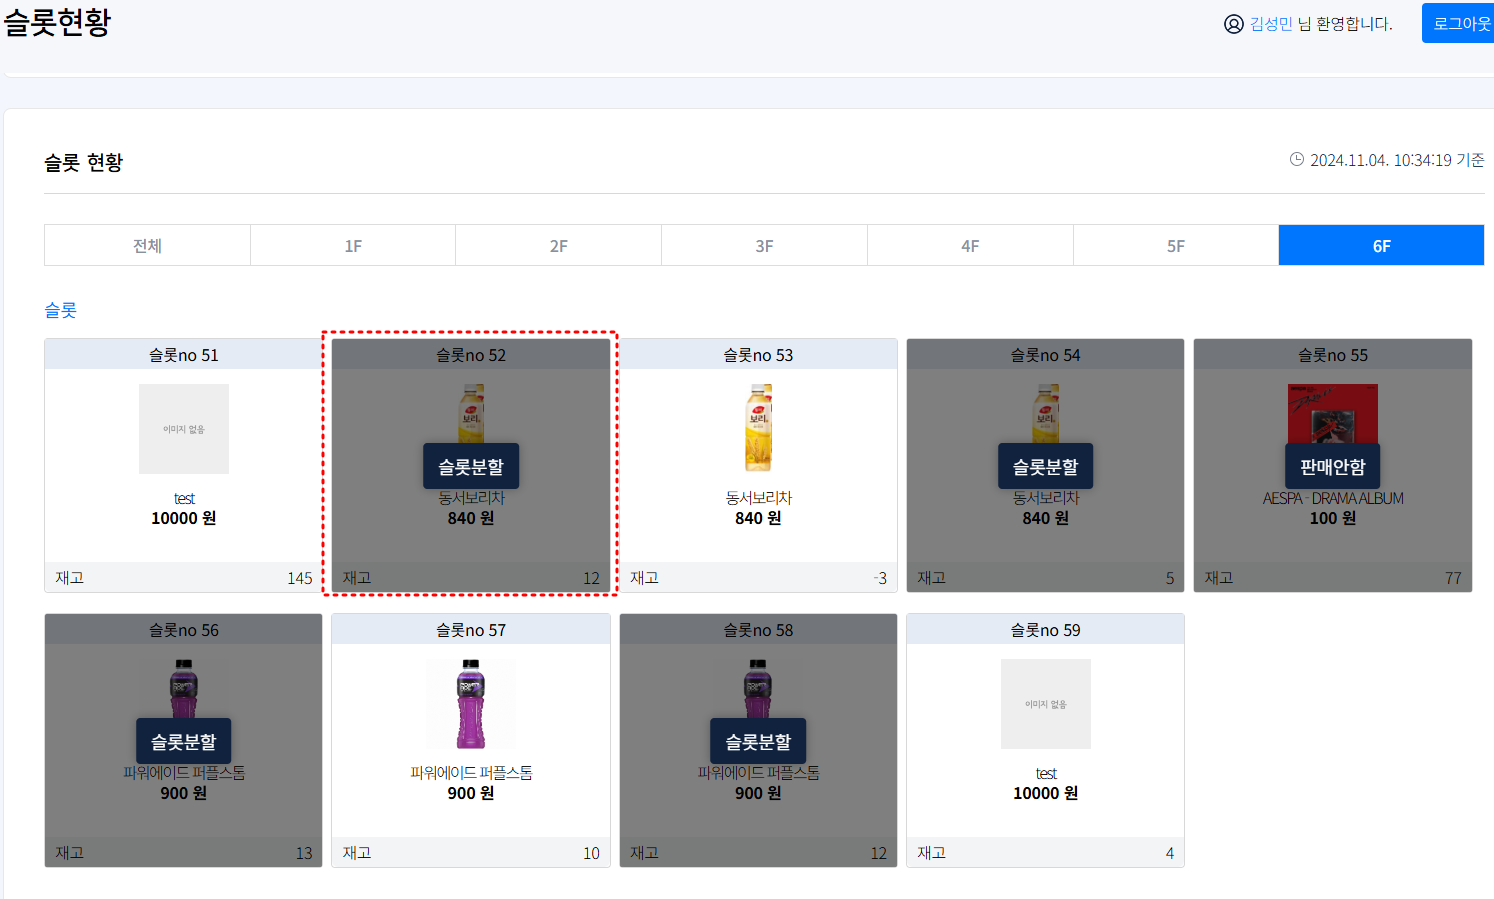 슬롯현황
김성민 님 환영합니다.
로그아웃
슬롯 현황
2024.11.04. 10:34:19 기준
전체 1F 2F 3F 4F 5F 6F
슬롯
슬롯no 51
이미지 없음
test
10000 원
재고 145
슬롯no 52
보리
슬롯분할
동서보리차
840 원
재고 12
슬롯no 53
보리
동서보리차
840 원
재고 -3
슬롯no 54
보리
슬롯분할
동서보리차
840 원
재고 5
슬롯no 55
판매안함
AESPA - DRAMA ALBUM
100 원
재고 77
슬롯no 56
슬롯분할
파워에이드 퍼플스톰
900 원
재고 13
슬롯no 57
파워에이드 퍼플스톰
900 원
재고 10
슬롯no 58
슬롯분할
파워에이드 퍼플스톰
900 원
재고 12
슬롯no 59
이미지 없음
test
10000 원
재고 4